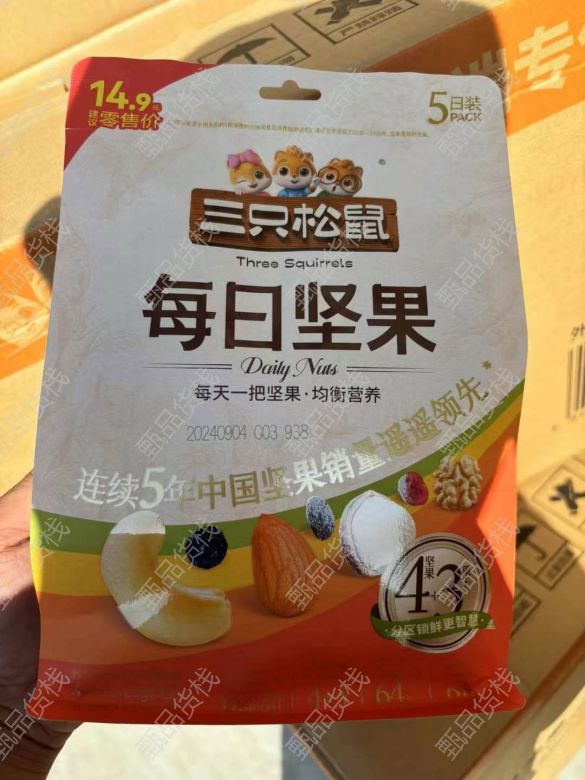 14.9元
建议零售价
5日装
PACK
三只松鼠
®
Three Squirrels
每日坚果
Daily Nuts
每天一把坚果·均衡营养
20240904 G03 938
连续5年中国坚果销量遥遥领先*
坚果
4+3
分区锁鲜更智慧
甄品货栈